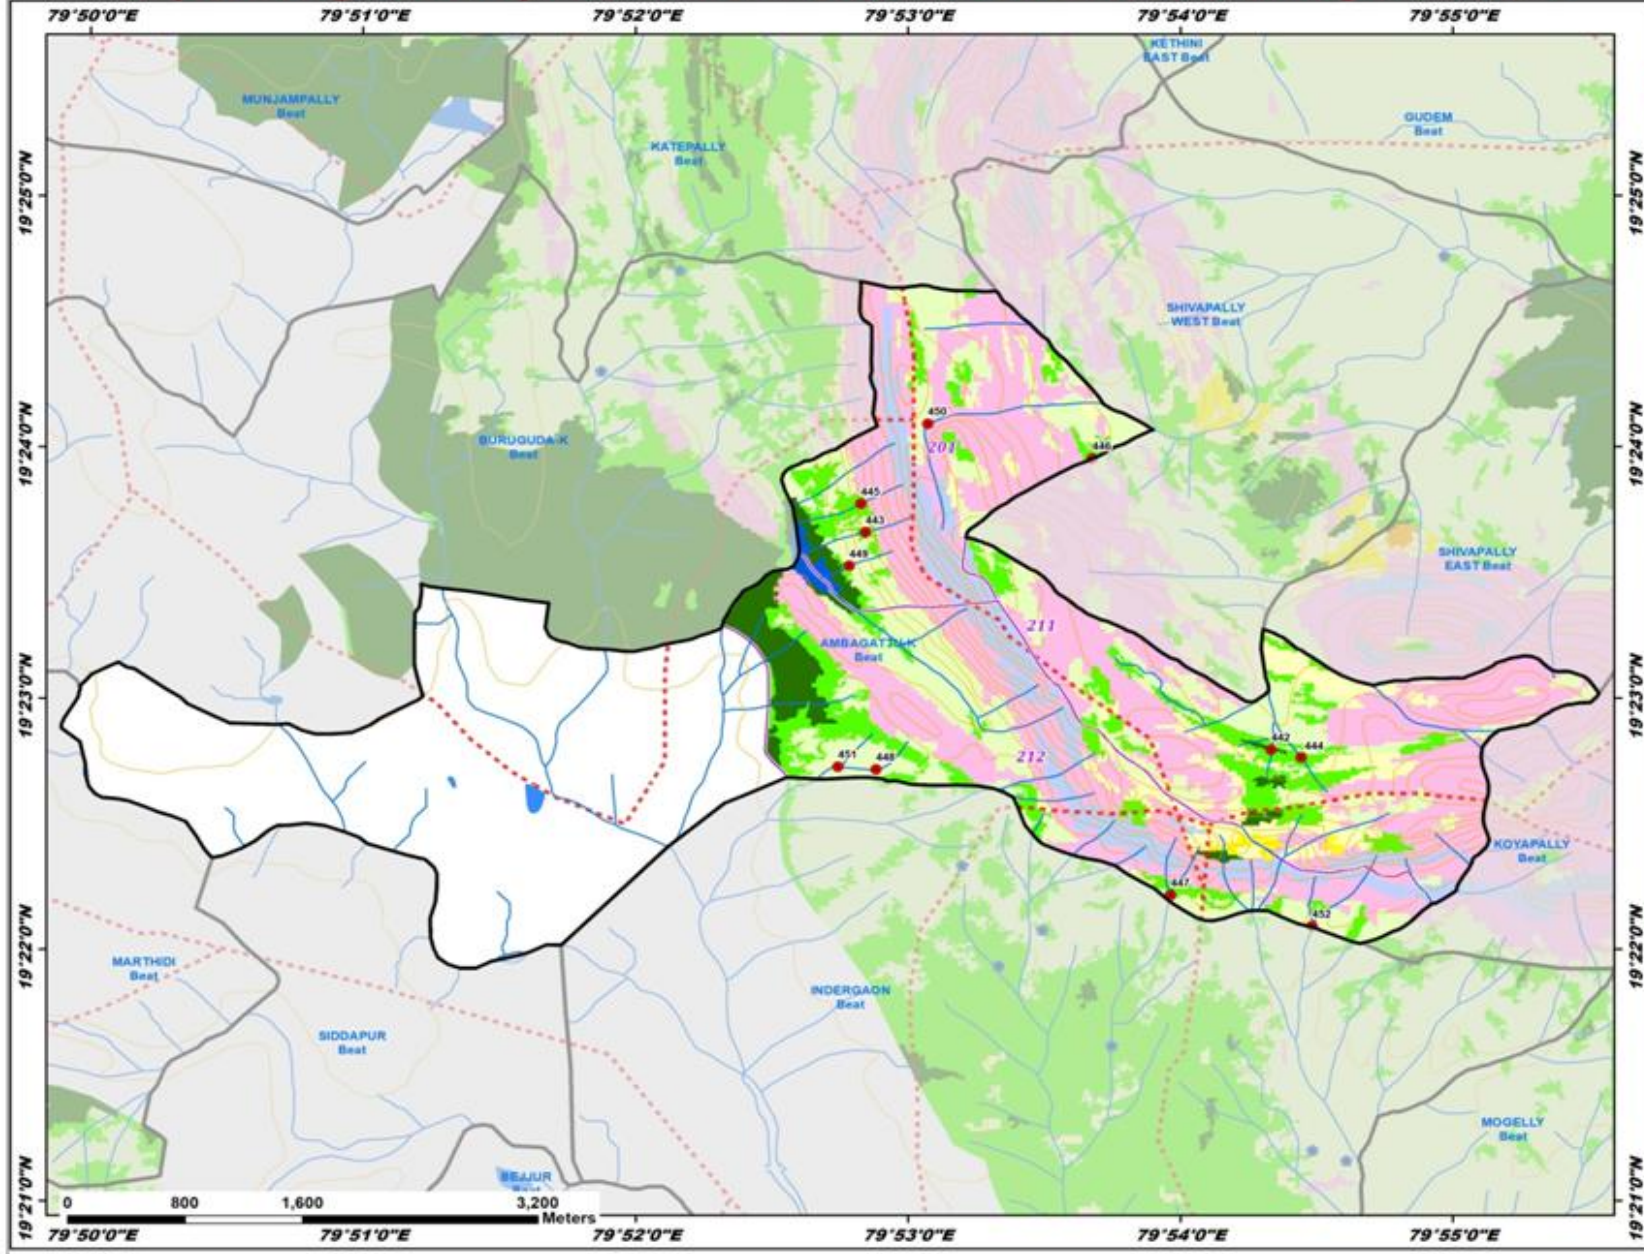 79°50'0"E 79°51'0"E 79°52'0"E 79°53'0"E 79°54'0"E 79°55'0"E
KETHINI
EAST Beat
MUNJAMPALLY
Beat
GUDEM
Beat
KATEPALLY
Beat
19°25'0"N 19°25'0"N
SHIVAPALLY
WEST Beat
450
201
446
BURUGUDA-K
Beat
19°24'0"N 19°24'0"N
445
443
449
SHIVAPALLY
EAST Beat
211
AMBAGATTU-K
Beat
19°23'0"N 19°23'0"N
442
444
451
448
212
KOYAPALLY
Beat
447
452
19°22'0"N 19°22'0"N
MARTHIDI
Beat
INDERGAON
Beat
SIDDAPUR
Beat
MOGELLY
Beat
BEJJUR
Beat
19°21'0"N 19°21'0"N
0 800 1,600 3,200
Meters
79°50'0"E 79°51'0"E 79°52'0"E 79°53'0"E 79°54'0"E 79°55'0"E